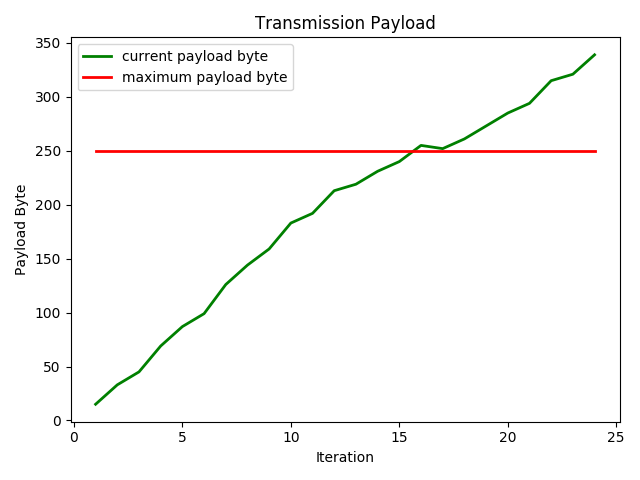 Transmission Payload
current payload byte
maximum payload byte
Payload Byte
350
300
250
200
150
100
50
0
0 5 10 15 20 25
Iteration